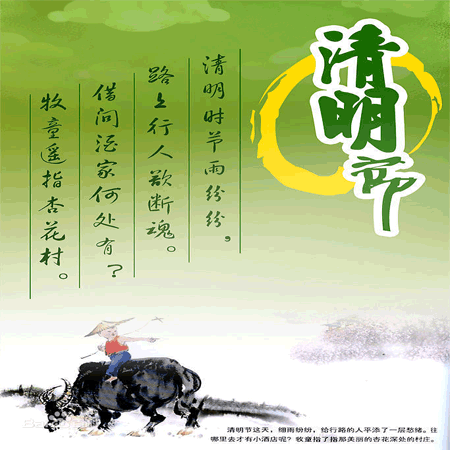 清明节
清明时节雨纷纷，
路上行人欲断魂。
借问酒家何处有？
牧童遥指杏花村。
清明节这天，细雨纷纷，给行路的人平添了一层愁绪。往
哪里去才有小酒店呢？牧童指了指那美丽的杏花深处的村庄。